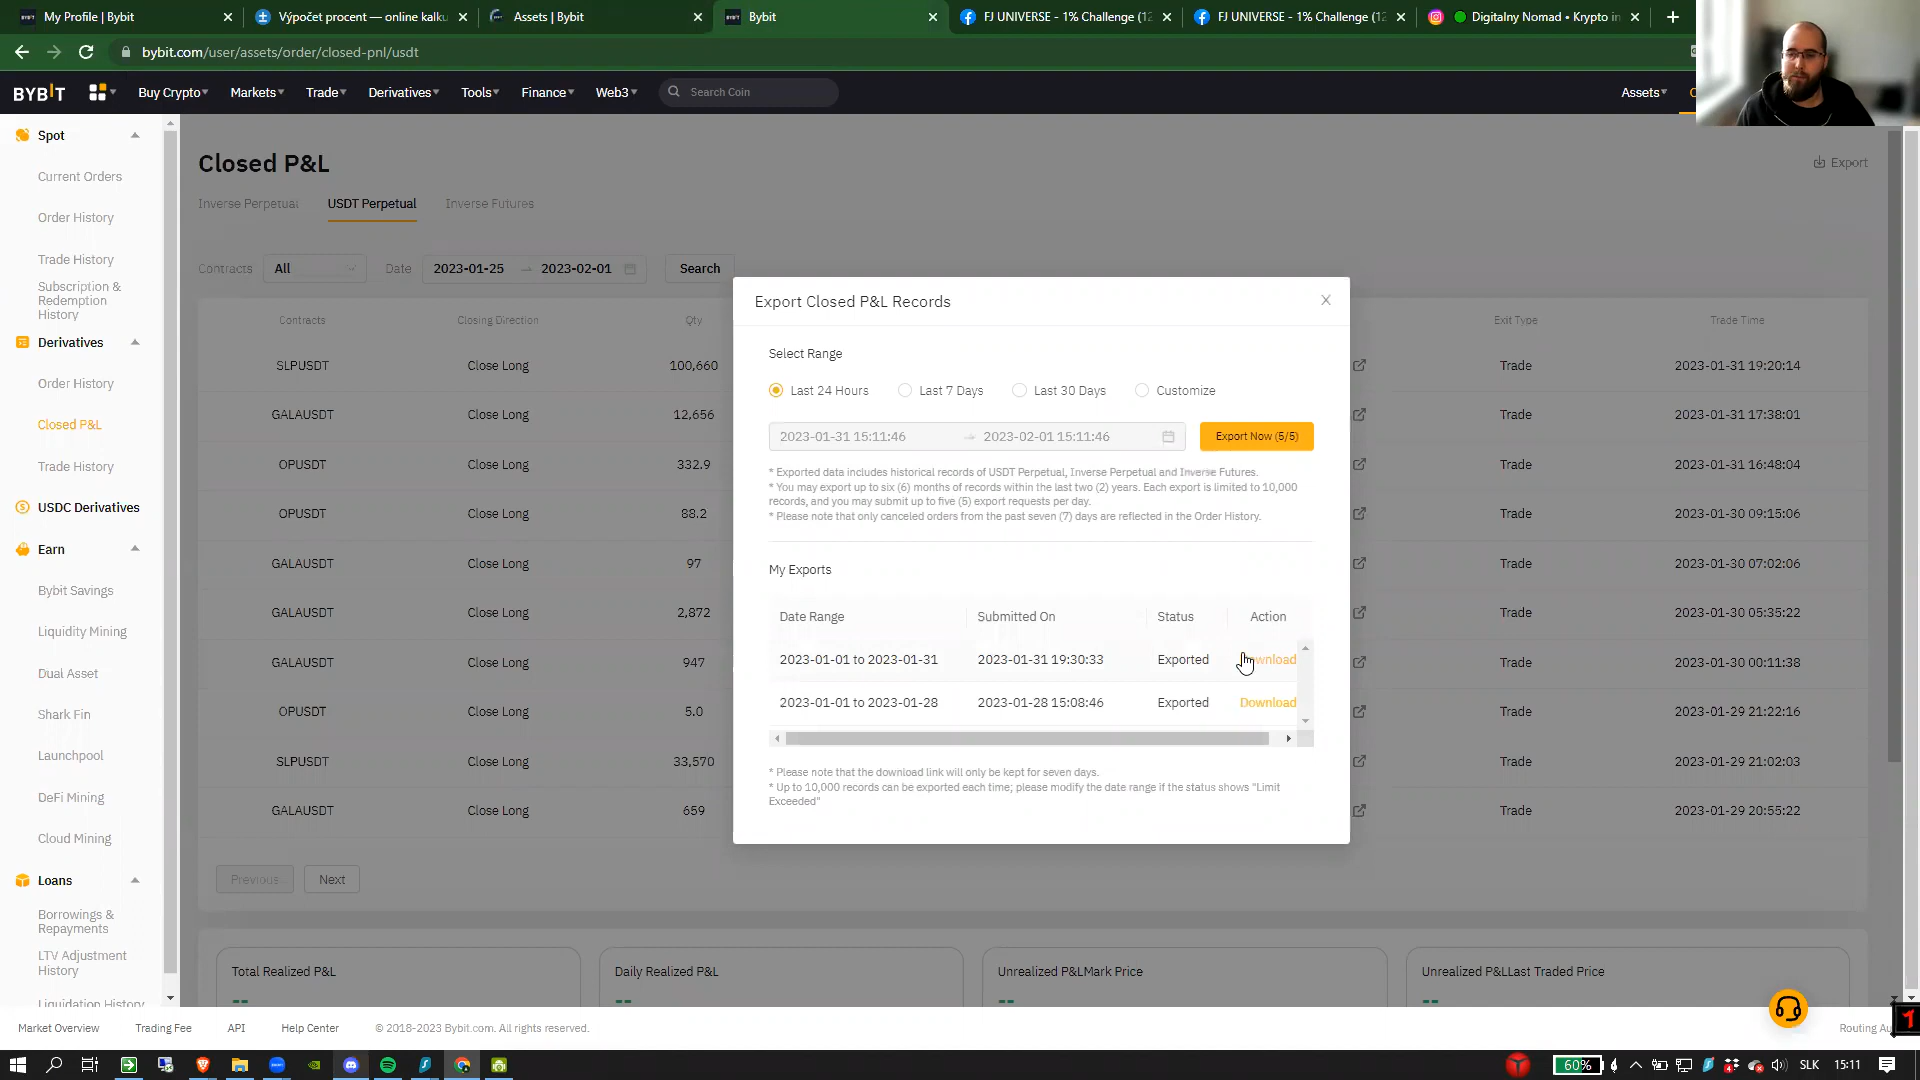 My Profile | Bybit
Výpočet procent — online kalku
Assets | Bybit
Bybit
FJ UNIVERSE - 1% Challenge (12
FJ UNIVERSE - 1% Challenge (12
Digitalny Nomad • Krypto in
bybit.com/user/assets/order/closed-pnl/usdt
BYBIT
Buy Crypto
Markets
Trade
Derivatives
Tools
Finance
Web3
Search Coin
Assets
Spot
Current Orders
Order History
Trade History
Subscription &
Redemption
History
Derivatives
Order History
Closed P&L
Trade History
USDC Derivatives
Earn
Bybit Savings
Liquidity Mining
Dual Asset
Shark Fin
Launchpool
DeFi Mining
Cloud Mining
Loans
Borrowings &
Repayments
LTV Adjustment
History
Liquidation History
Closed P&L
Export
Inverse Perpetual USDT Perpetual Inverse Futures
Contracts All Date 2023-01-25 → 2023-02-01 Search
Contracts Closing Direction Qty Exit Type Trade Time
SLPUSDT Close Long 100,660 Trade 2023-01-31 19:20:14
GALAUSDT Close Long 12,656 Trade 2023-01-31 17:38:01
OPUSDT Close Long 332.9 Trade 2023-01-31 16:48:04
OPUSDT Close Long 88.2 Trade 2023-01-30 09:15:06
GALAUSDT Close Long 97 Trade 2023-01-30 07:02:06
GALAUSDT Close Long 2,872 Trade 2023-01-30 05:35:22
GALAUSDT Close Long 947 Trade 2023-01-30 00:11:38
OPUSDT Close Long 5.0 Trade 2023-01-29 21:22:16
SLPUSDT Close Long 33,570 Trade 2023-01-29 21:02:03
GALAUSDT Close Long 659 Trade 2023-01-29 20:55:22
Previous Next
Export Closed P&L Records
Select Range
Last 24 Hours Last 7 Days Last 30 Days Customize
2023-01-31 15:11:46 2023-02-01 15:11:46 Export Now (5/5)
* Exported data includes historical records of USDT Perpetual, Inverse Perpetual and Inverse Futures.
* You may export up to six (6) months of records within the last two (2) years. Each export is limited to 10,000
records, and you may submit up to five (5) export requests per day.
* Please note that only canceled orders from the past seven (7) days are reflected in the Order History.
My Exports
Date Range Submitted On Status Action
2023-01-01 to 2023-01-31 2023-01-31 19:30:33 Exported
2023-01-01 to 2023-01-28 2023-01-28 15:08:46 Exported Download
* Please note that the download link will only be kept for seven days.
* Up to 10,000 records can be exported each time; please modify the date range if the status shows "Limit
Exceeded"
Total Realized P&L
--
Daily Realized P&L
--
Unrealized P&LMark Price
--
Unrealized P&LLast Traded Price
--
Market Overview Trading Fee API Help Center © 2018-2023 Bybit.com. All rights reserved.
Routing Au
60%
SLK
15:11